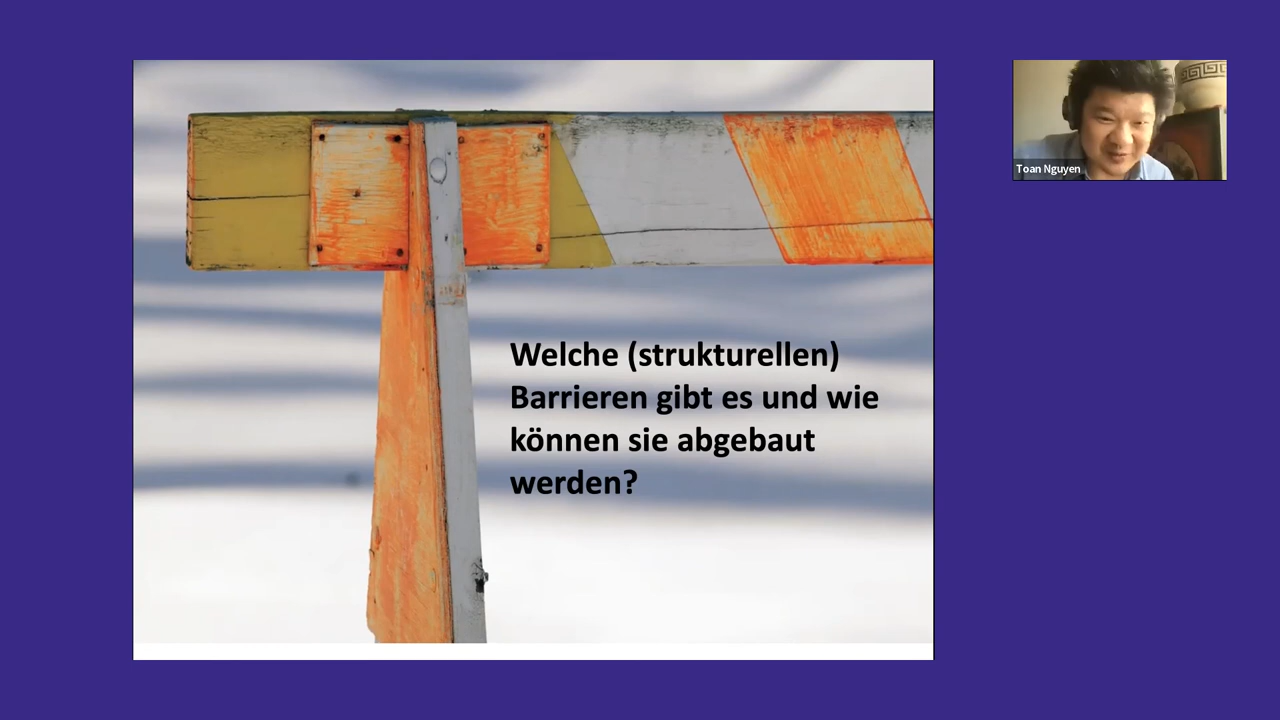 Welche (strukturellen)
Barrieren gibt es und wie
können sie abgebaut
werden?
Toan Nguyen